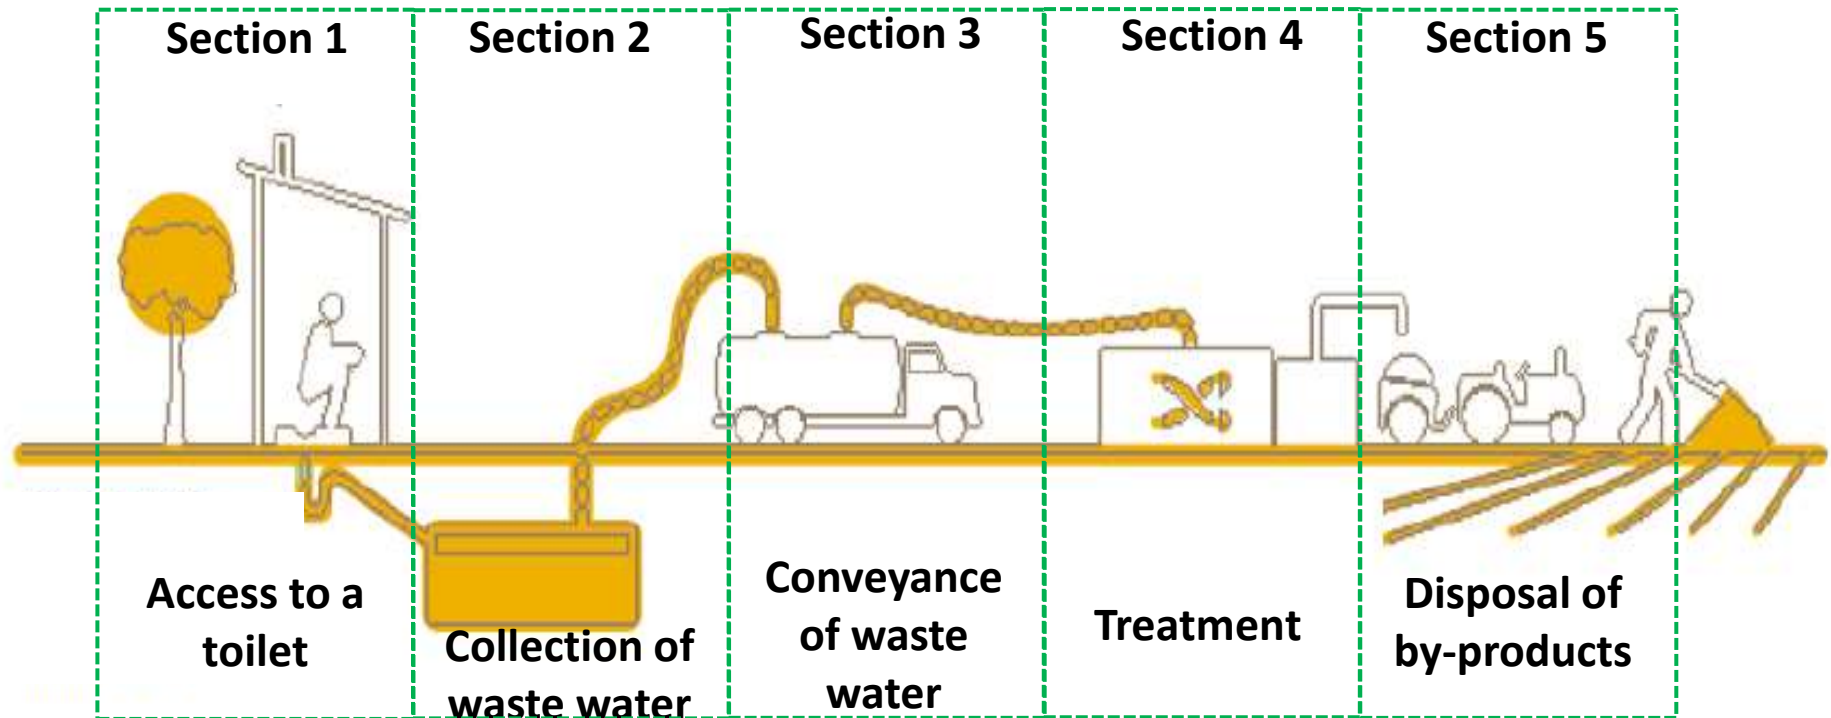 Section 1
Section 2
Section 3
Section 4
Section 5
Access to a
toilet
Collection of
waste water
Conveyance
of waste
water
Treatment
Disposal of
by-products